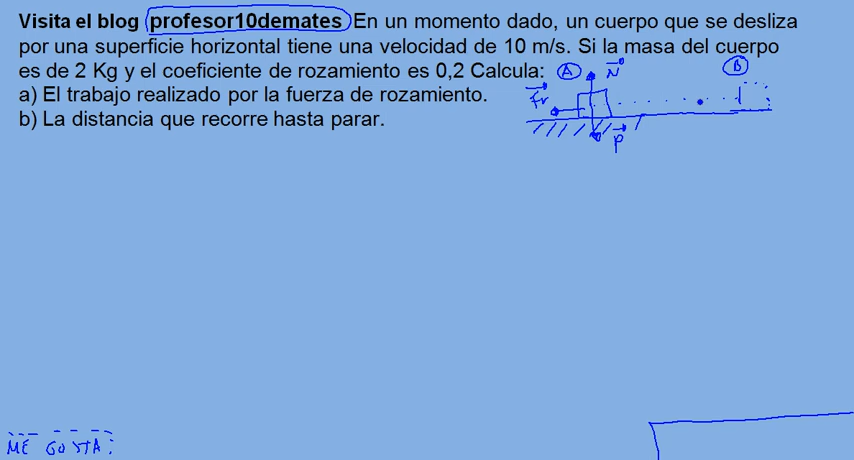 Visita el blog profesor10demates En un momento dado, un cuerpo que se desliza
por una superficie horizontal tiene una velocidad de 10 m/s. Si la masa del cuerpo
es de 2 Kg y el coeficiente de rozamiento es 0,2 Calcula:
a) El trabajo realizado por la fuerza de rozamiento.
b) La distancia que recorre hasta parar.
A N B
Fr
P
ME GUSTA: